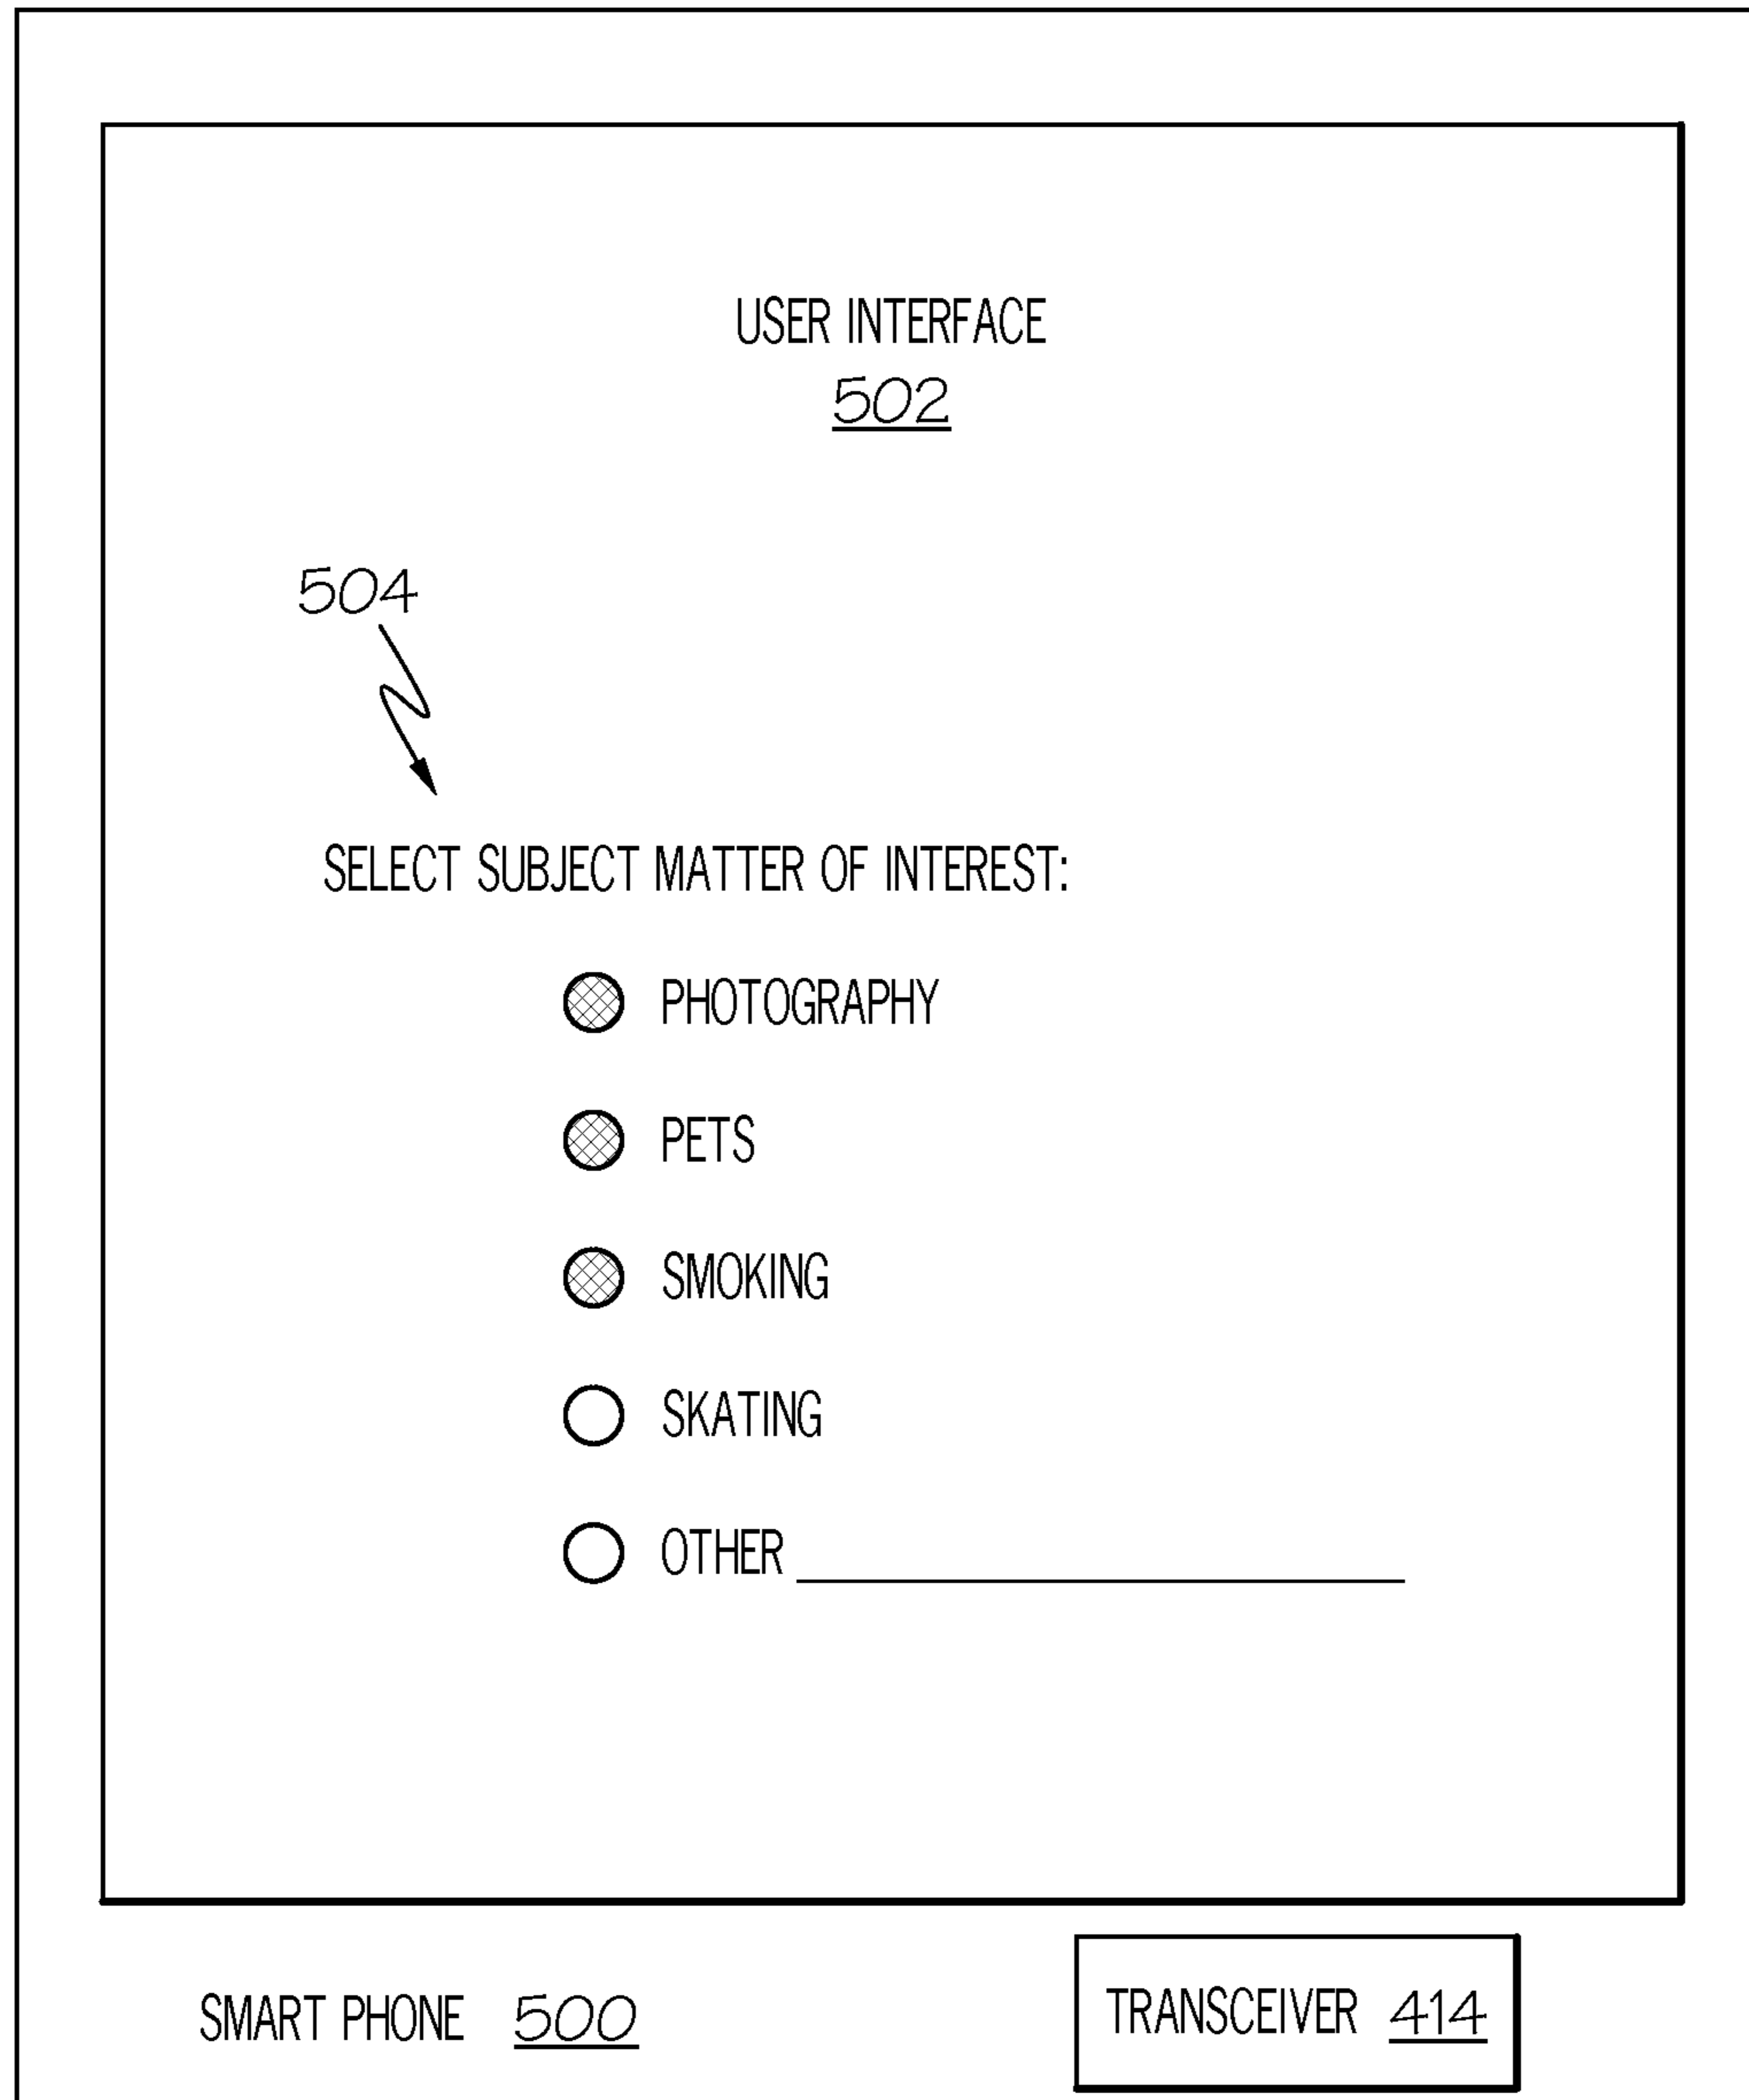 USER INTERFACE
502
504
SELECT SUBJECT MATTER OF INTEREST:
PHOTOGRAPHY
PETS
SMOKING
SKATING
OTHER
SMART PHONE 500
TRANSCEIVER 414